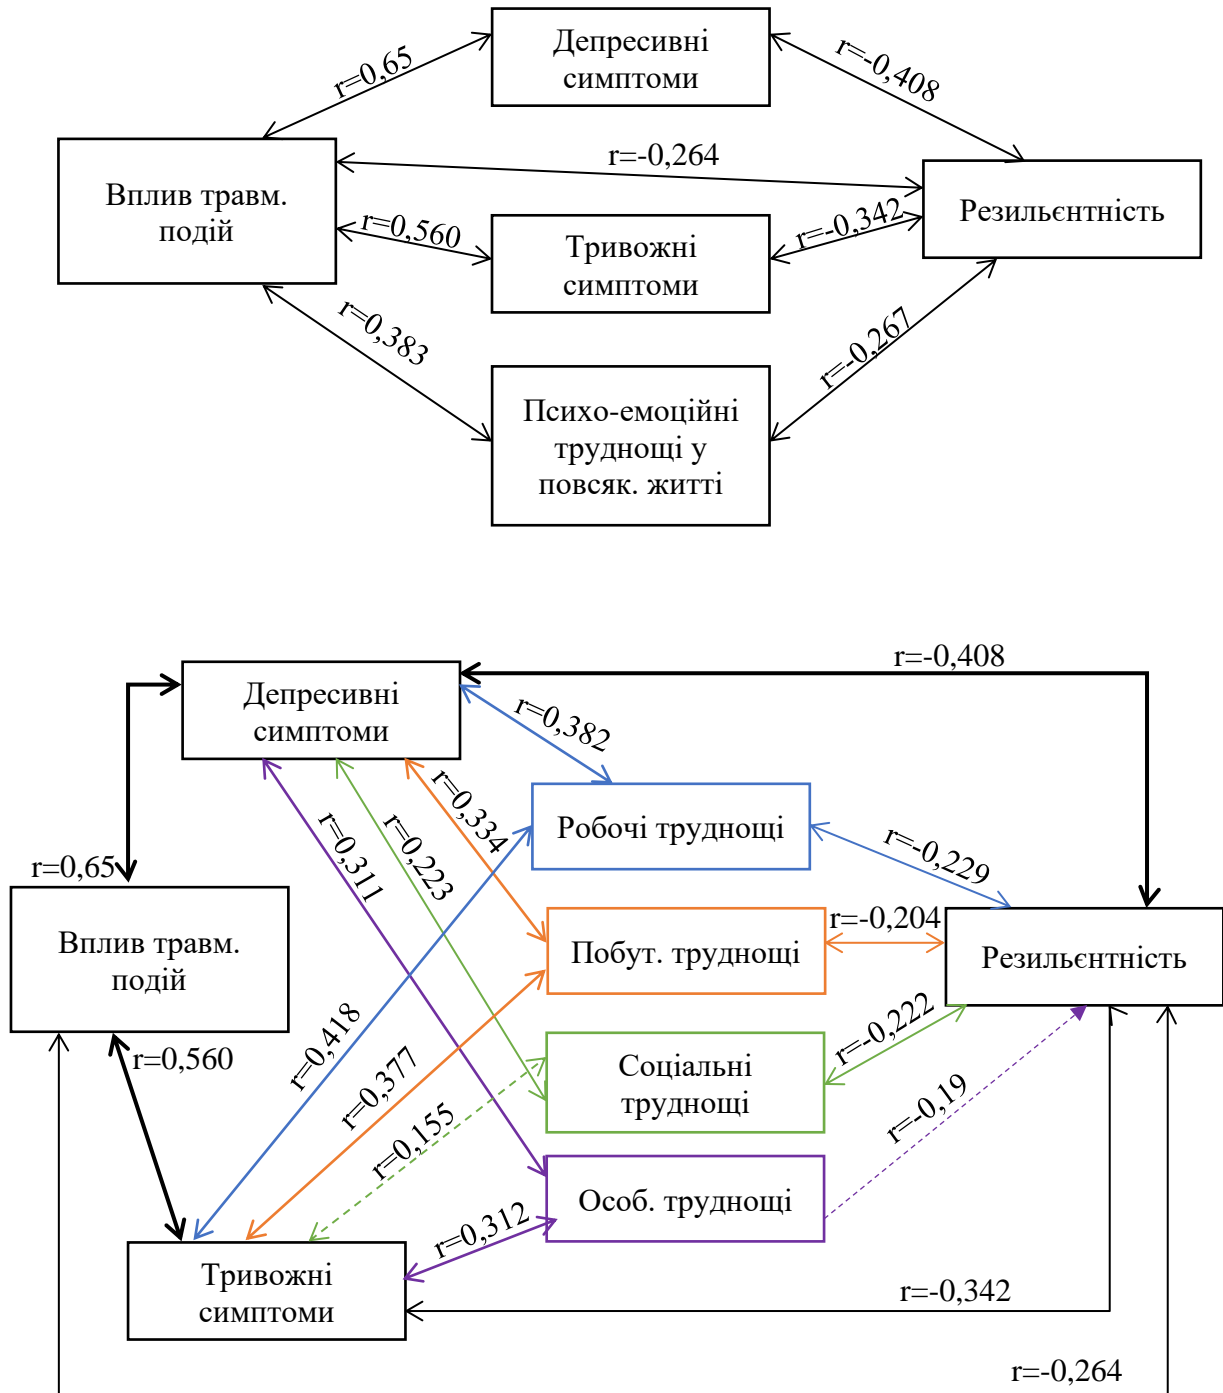 Депресивні
симптоми
r=0,65
r=-0,408
r=-0,264
Вплив травм.
подій
Резильєнтність
r=0,560
r=-0,342
Тривожні
симптоми
r=0,383
r=-0,267
Психо-емоційні
труднощі у
повсяк. житті
r=-0,408
Депресивні
симптоми
r=0,382
r=0,334
Робочі труднощі
r=0,311
r=0,223
r=-0,229
r=0,65
r=-0,204
Вплив травм.
подій
Побут. труднощі
Резильєнтність
r=0,418
r=-0,222
r=0,560
r=0,377
Соціальні
труднощі
r=0,155
r=-0,19
Особ. труднощі
r=0,312
Тривожні
симптоми
r=-0,342
r=-0,264